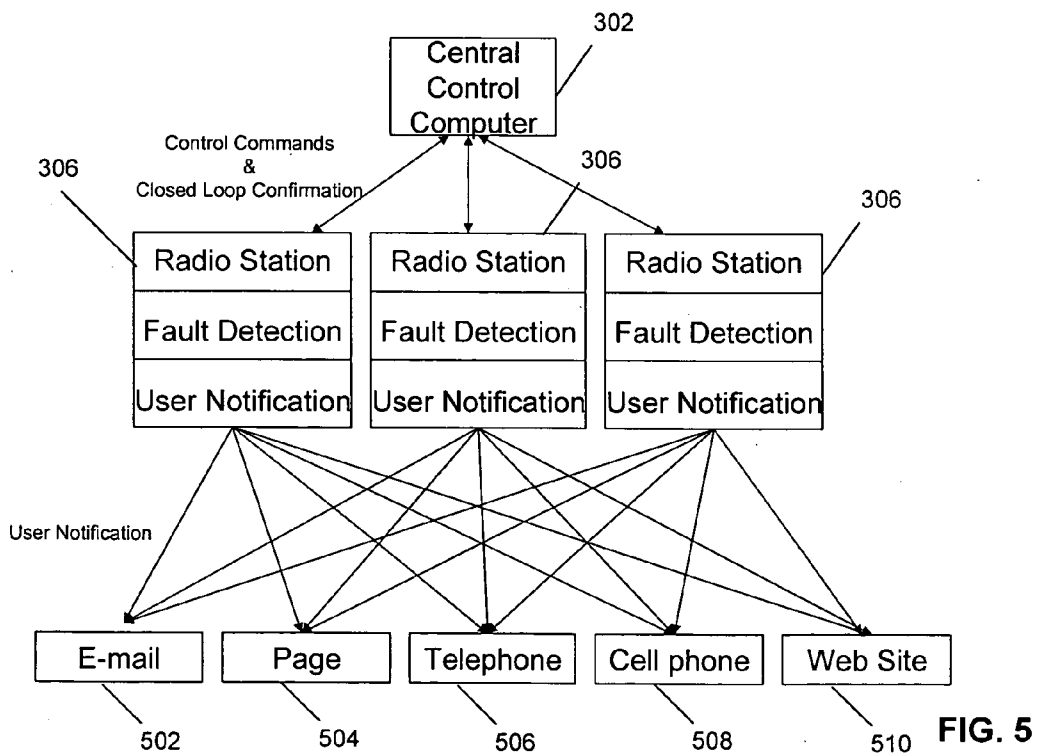 302
Central
Control
Computer
Control Commands
&
Closed Loop Confirmation
306
306
306
Radio Station
Radio Station
Radio Station
Fault Detection
Fault Detection
Fault Detection
User Notification
User Notification
User Notification
User Notification
E-mail
Page
Telephone
Cell phone
Web Site
502
504
506
508
510
FIG. 5